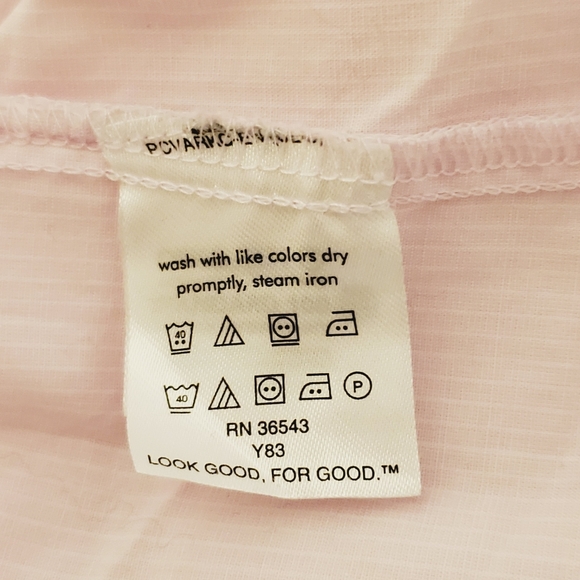 wash with like colors dry
promptly, steam iron
40
40
P
RN 36543
Y83
LOOK GOOD, FOR GOOD.™